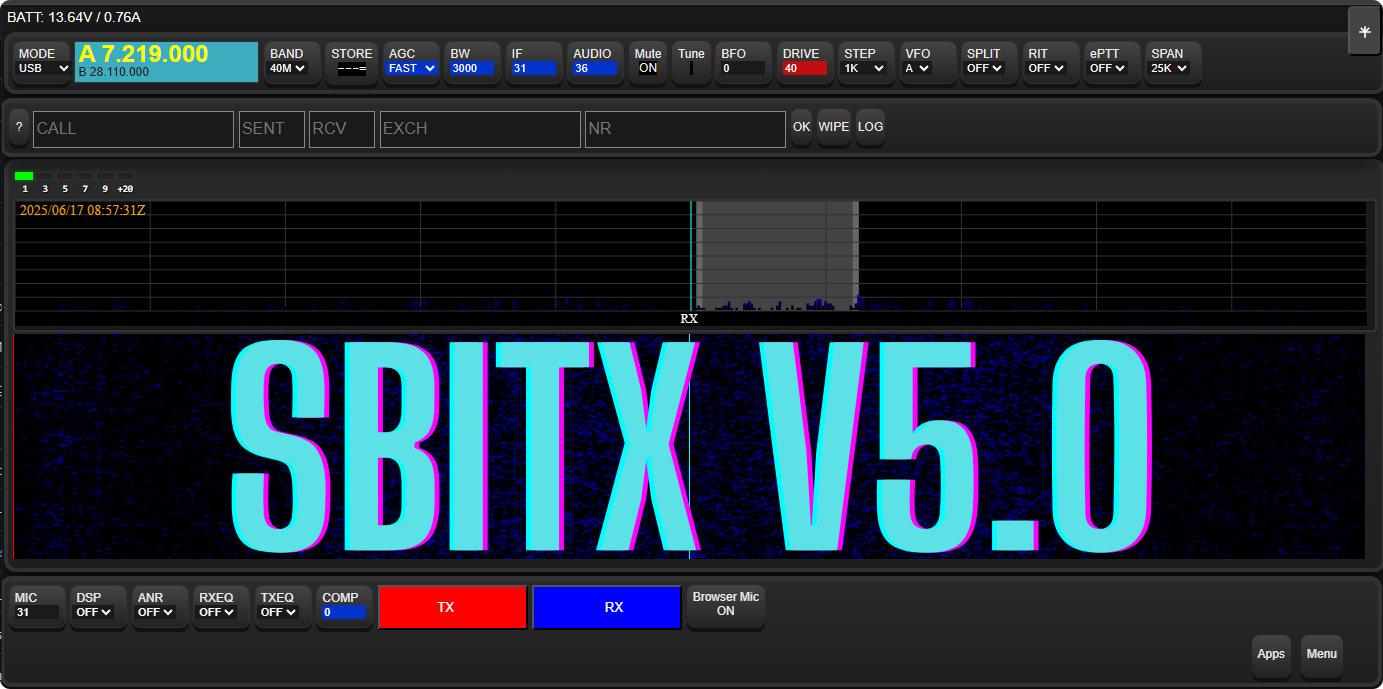 BATT: 13.64V / 0.76A
MODE
USB
A 7.219.000
B 28.110.000
BAND
40M
STORE
---=
AGC
FAST
BW
3000
IF
31
AUDIO
36
Mute
ON
Tune
BFO
0
DRIVE
40
STEP
1K
VFO
A
SPLIT
OFF
RIT
OFF
ePTT
OFF
SPAN
25K
*
?
CALL
SENT
RCV
EXCH
NR
OK
WIPE
LOG
1 3 5 7 9 +20
2025/06/17 08:57:31Z
RX
SBITX V5.0
MIC
31
DSP
OFF
ANR
OFF
RXEQ
OFF
TXEQ
OFF
COMP
0
TX
RX
Browser Mic
ON
Apps
Menu